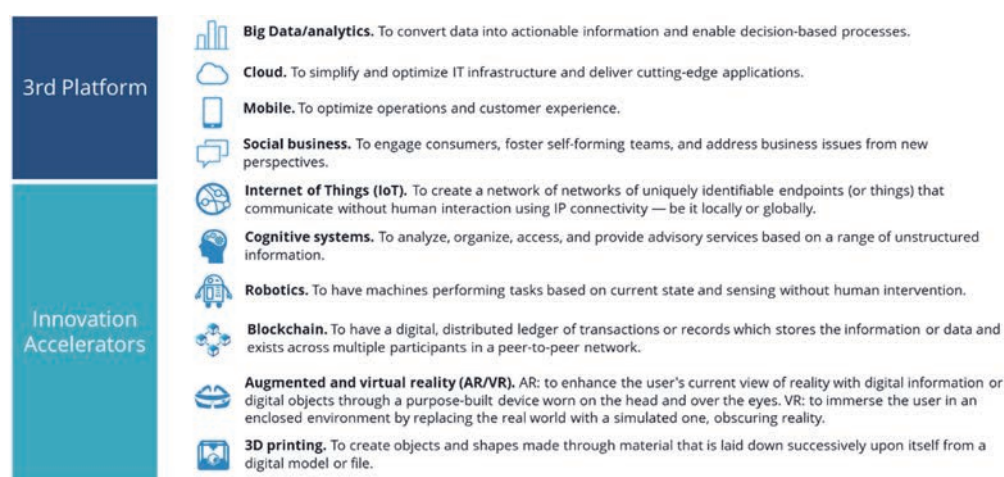 3rd Platform
Big Data/analytics. To convert data into actionable information and enable decision-based processes.
Cloud. To simplify and optimize IT infrastructure and deliver cutting-edge applications.
Mobile. To optimize operations and customer experience.
Social business. To engage consumers, foster self-forming teams, and address business issues from new
perspectives.
Innovation
Accelerators
Internet of Things (IoT). To create a network of networks of uniquely identifiable endpoints (or things) that
communicate without human interaction using IP connectivity — be it locally or globally.
Cognitive systems. To analyze, organize, access, and provide advisory services based on a range of unstructured
information.
Robotics. To have machines performing tasks based on current state and sensing without human intervention.
Blockchain. To have a digital, distributed ledger of transactions or records which stores the information or data and
exists across multiple participants in a peer-to-peer network.
Augmented and virtual reality (AR/VR). AR: to enhance the user's current view of reality with digital information or
digital objects through a purpose-built device worn on the head and over the eyes. VR: to immerse the user in an
enclosed environment by replacing the real world with a simulated one, obscuring reality.
3D printing. To create objects and shapes made through material that is laid down successively upon itself from a
digital model or file.